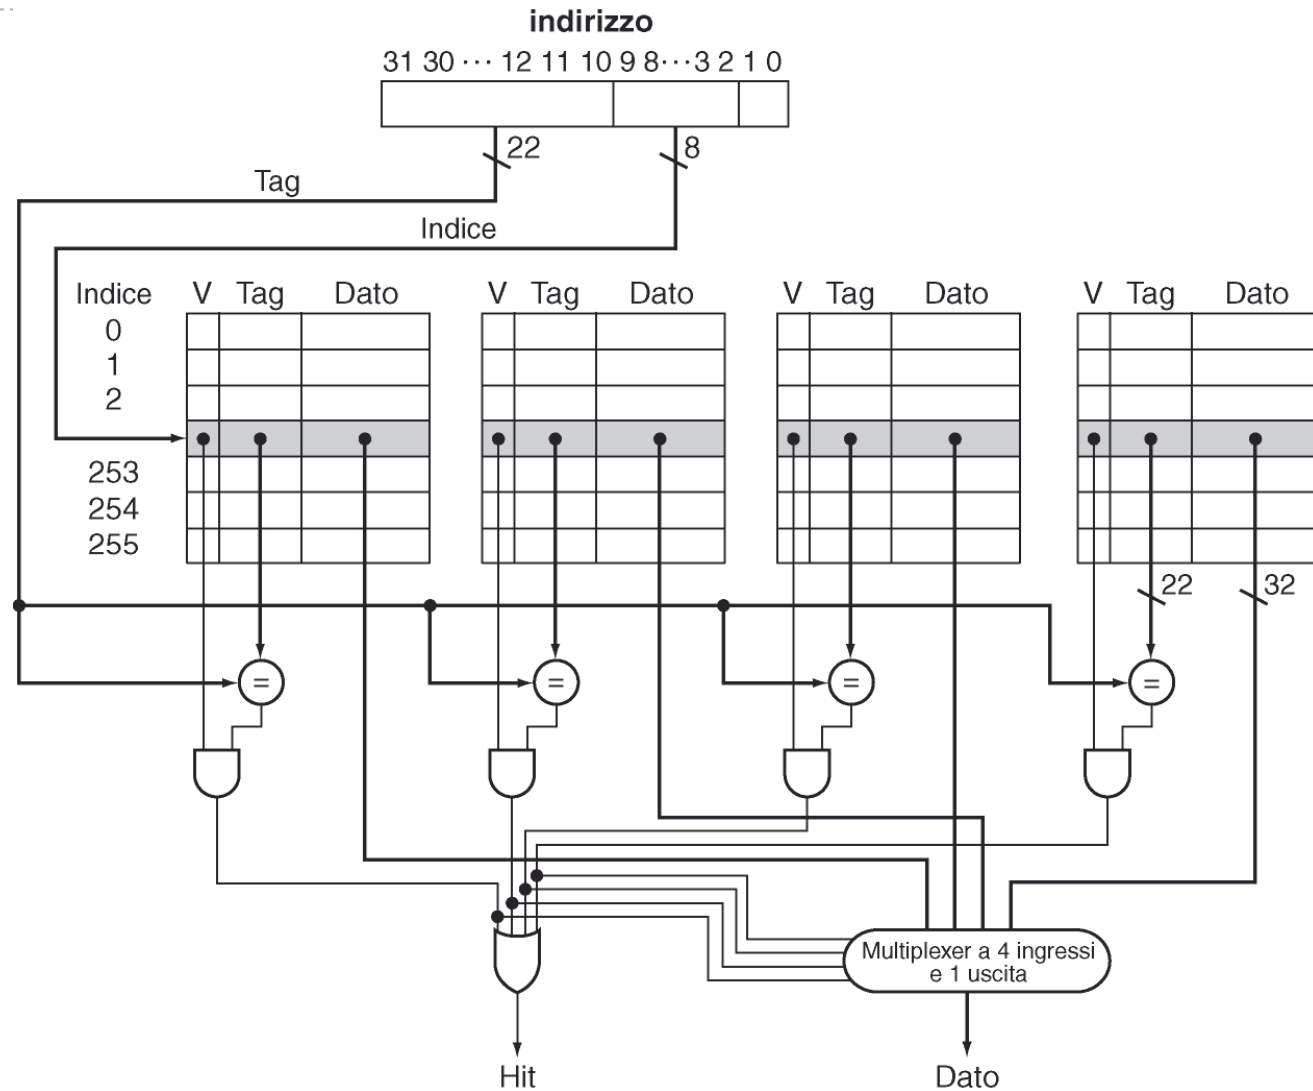 indirizzo
31 30 ··· 12 11 10 9 8···3 2 1 0
22
8
Tag
Indice
Indice V Tag Dato V Tag Dato V Tag Dato V Tag Dato
0
1
2
253
254
255
22 32
= = = =
Multiplexer a 4 ingressi
e 1 uscita
Hit Dato